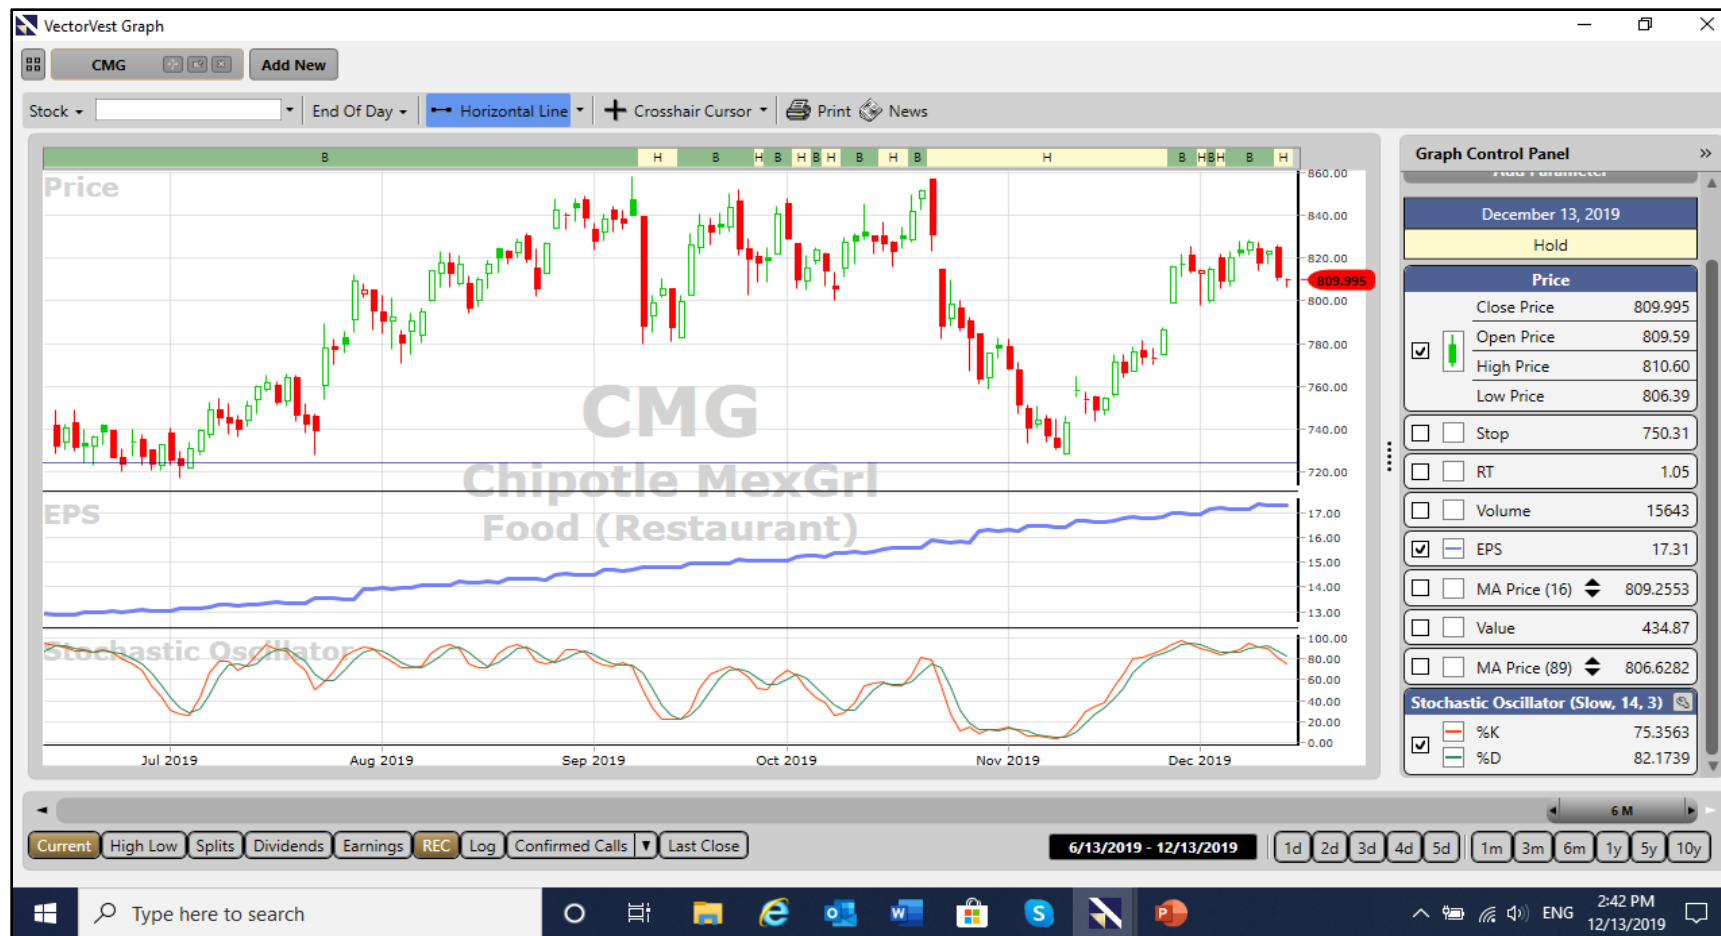 VectorVest Graph
CMG Add New
Stock End Of Day Horizontal Line Crosshair Cursor Print News
B H B H B H B H B H B H B H B H B H
Price
860.00
840.00
820.00
809.995
800.00
780.00
760.00
740.00
720.00
CMG
Chipotle MexGrl
Food (Restaurant)
EPS
17.00
16.00
15.00
14.00
13.00
Stochastic Oscillator
100.00
80.00
60.00
40.00
20.00
0.00
Jul 2019 Aug 2019 Sep 2019 Oct 2019 Nov 2019 Dec 2019
Graph Control Panel »
Add Parameter
December 13, 2019
Hold
Price
Close Price 809.995
Open Price 809.59
High Price 810.60
Low Price 806.39
Stop 750.31
RT 1.05
Volume 15643
EPS 17.31
MA Price (16) 809.2553
Value 434.87
MA Price (89) 806.6282
Stochastic Oscillator (Slow, 14, 3)
%K 75.3563
%D 82.1739
6 M
Current High Low Splits Dividends Earnings REC Log Confirmed Calls Last Close 6/13/2019 - 12/13/2019 1d 2d 3d 4d 5d 1m 3m 6m 1y 5y 10y
Type here to search ENG 2:42 PM
12/13/2019